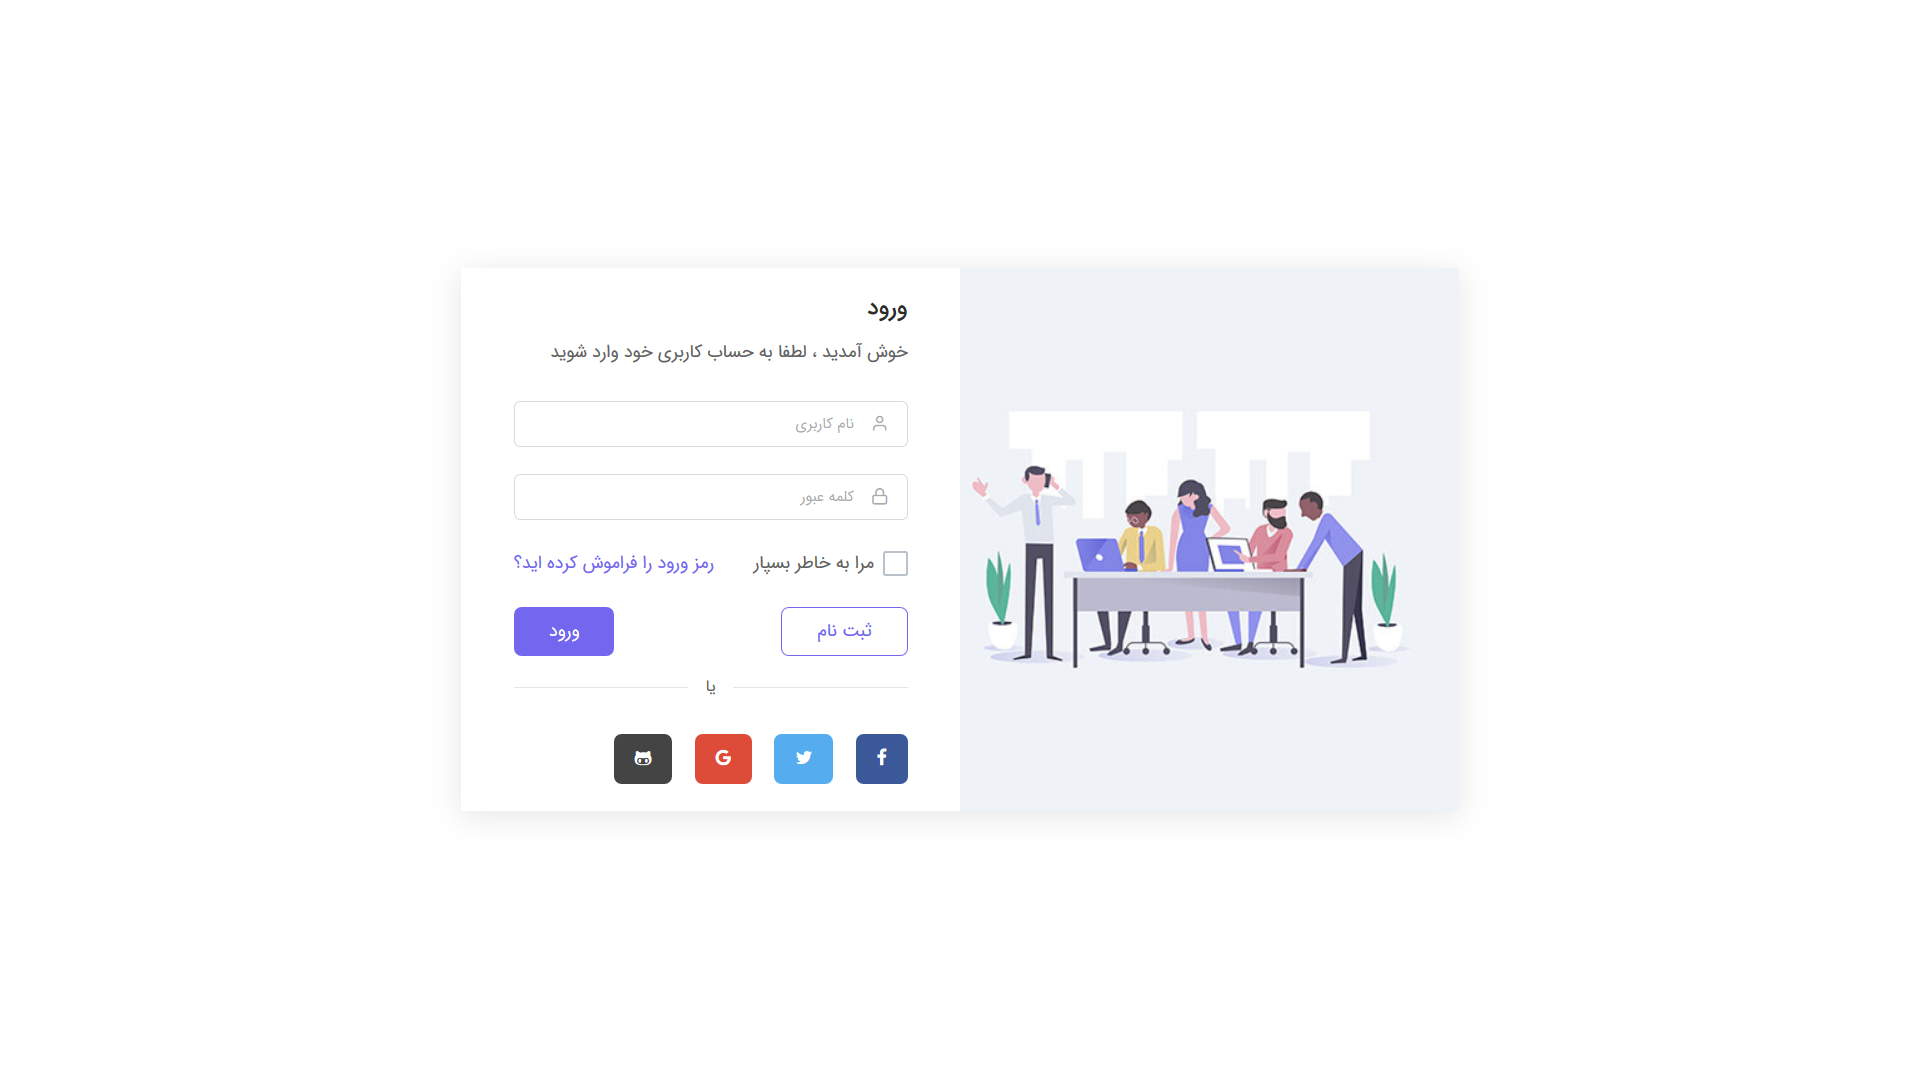 ورود
خوش آمدید ، لطفا به حساب کاربری خود وارد شوید
نام کاربری
کلمه عبور
مرا به خاطر بسپار
رمز ورود را فراموش کرده اید؟
ثبت نام
ورود
یا